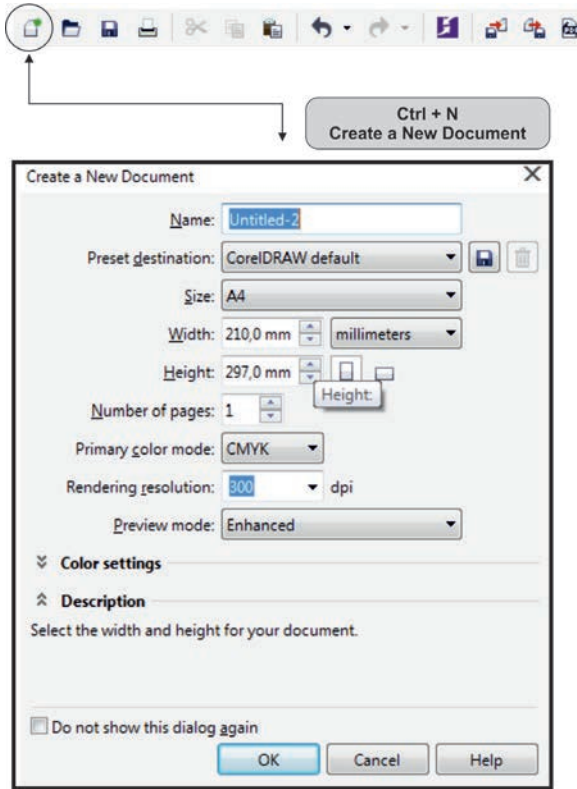 Ctrl + N
Create a New Document
Create a New Document
Name: Untitled-2
Preset destination: CorelDRAW default
Size: A4
Width: 210,0 mm millimeters
Height: 297,0 mm
Height:
Number of pages: 1
Primary color mode: CMYK
Rendering resolution: 300 dpi
Preview mode: Enhanced
Color settings
Description
Select the width and height for your document.
Do not show this dialog again
OK Cancel Help